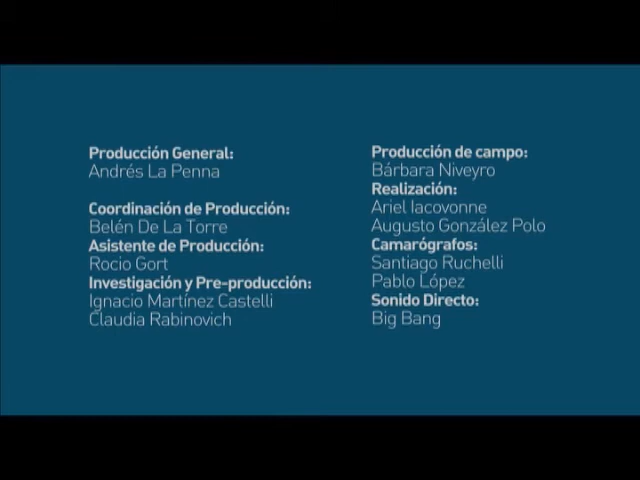 Producción General:
Andrés La Penna
Coordinación de Producción:
Belén De La Torre
Asistente de Producción:
Rocio Gort
Investigación y Pre-producción:
Ignacio Martínez Castelli
Claudia Rabinovich
Producción de campo:
Bárbara Niveyro
Realización:
Ariel Iacovonne
Augusto González Polo
Camarógrafos:
Santiago Ruchelli
Pablo López
Sonido Directo:
Big Bang